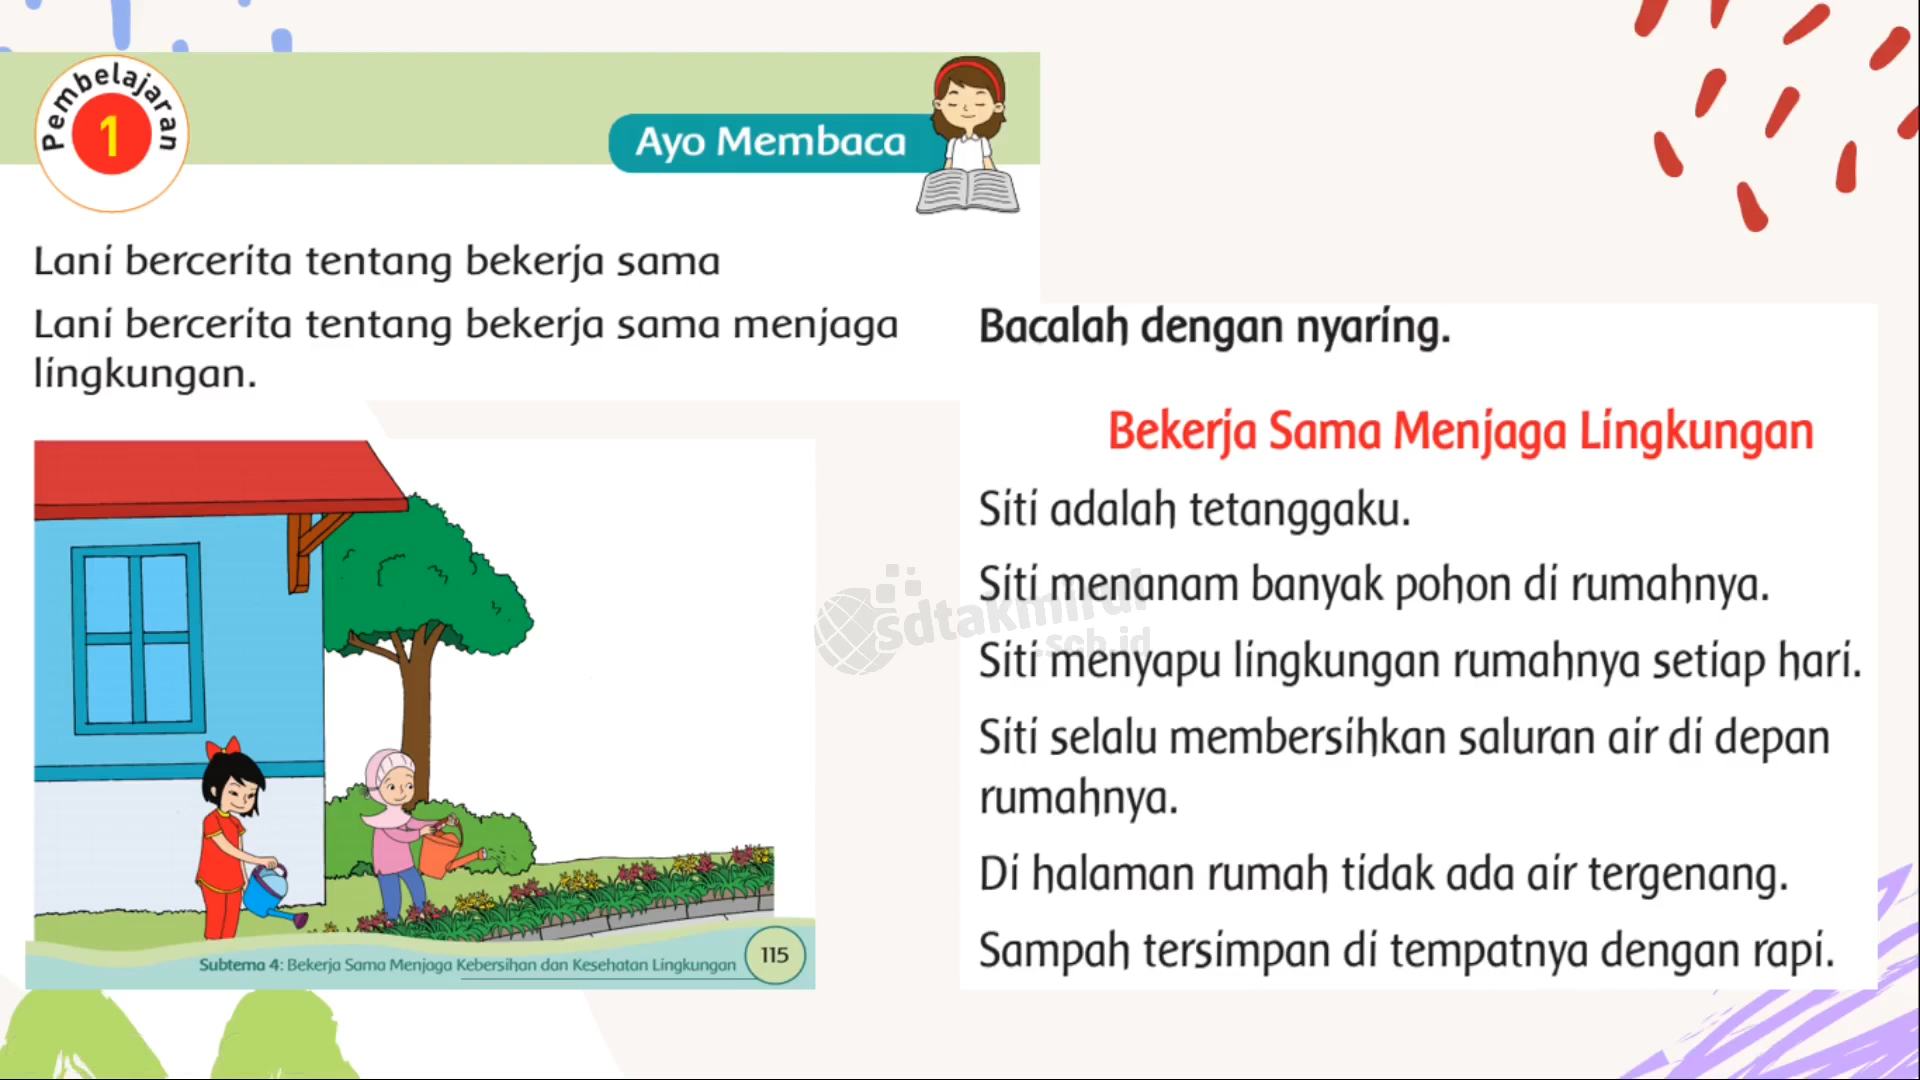 Pembelajaran
1
Ayo Membaca
Lani bercerita tentang bekerja sama
Lani bercerita tentang bekerja sama menjaga
lingkungan.
Subtema 4: Bekerja Sama Menjaga Kebersihan dan Kesehatan Lingkungan
115
Bacalah dengan nyaring.
Bekerja Sama Menjaga Lingkungan
Siti adalah tetanggaku.
Siti menanam banyak pohon di rumahnya.
Siti menyapu lingkungan rumahnya setiap hari.
Siti selalu membersihkan saluran air di depan
rumahnya.
Di halaman rumah tidak ada air tergenang.
Sampah tersimpan di tempatnya dengan rapi.